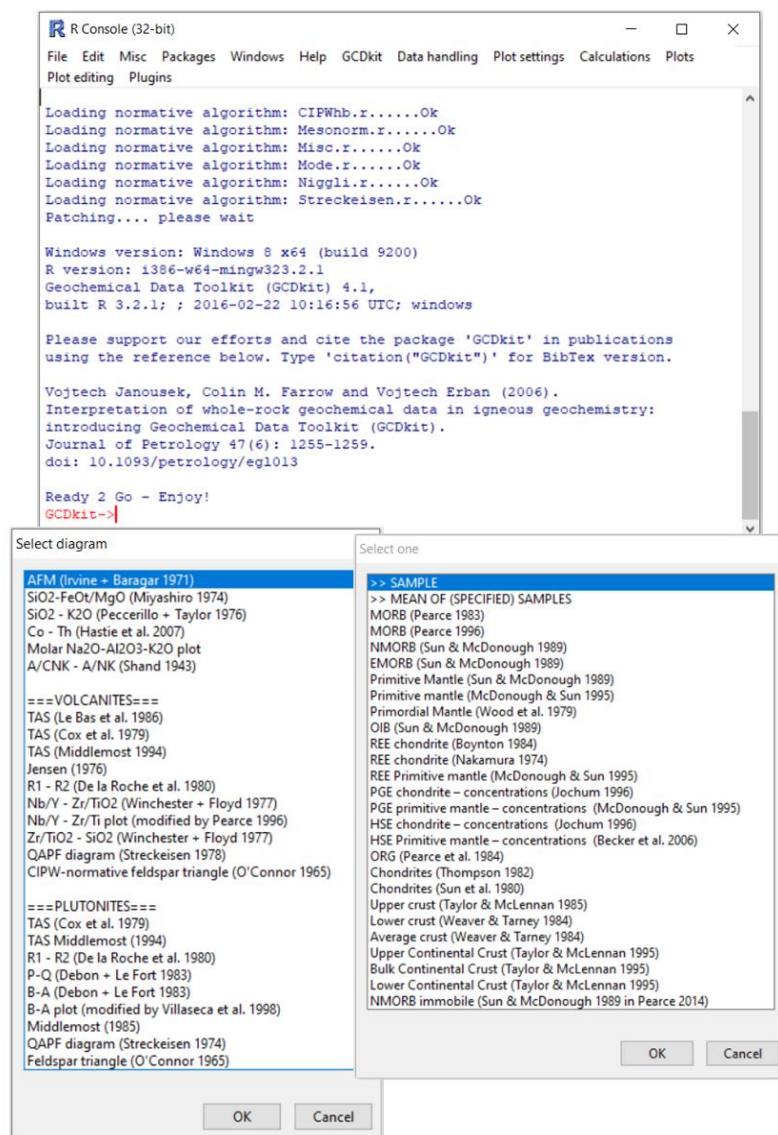 R Console (32-bit)
File Edit Misc Packages Windows Help GCDkit Data handling Plot settings Calculations Plots
Plot editing Plugins
Loading normative algorithm: CIPWhb.r......Ok
Loading normative algorithm: Mesonorm.r......Ok
Loading normative algorithm: Misc.r......Ok
Loading normative algorithm: Mode.r......Ok
Loading normative algorithm: Niggli.r......Ok
Loading normative algorithm: Streckeisen.r......Ok
Patching.... please wait
Windows version: Windows 8 x64 (build 9200)
R version: i386-w64-mingw323.2.1
Geochemical Data Toolkit (GCDkit) 4.1,
built R 3.2.1; ; 2016-02-22 10:16:56 UTC; windows
Please support our efforts and cite the package 'GCDkit' in publications
using the reference below. Type 'citation("GCDkit")' for BibTex version.
Vojtech Janousek, Colin M. Farrow and Vojtech Erban (2006).
Interpretation of whole-rock geochemical data in igneous geochemistry:
introducing Geochemical Data Toolkit (GCDkit).
Journal of Petrology 47(6): 1255-1259.
doi: 10.1093/petrology/egl013
Ready 2 Go - Enjoy!
GCDkit->
Select diagram
AFM (Irvine + Baragar 1971)
SiO2-FeOt/MgO (Miyashiro 1974)
SiO2 - K2O (Peccerillo + Taylor 1976)
Co - Th (Hastie et al. 2007)
Molar Na2O-Al2O3-K2O plot
A/CNK - A/NK (Shand 1943)
===VOLCANITES===
TAS (Le Bas et al. 1986)
TAS (Cox et al. 1979)
TAS (Middlemost 1994)
Jensen (1976)
R1 - R2 (De la Roche et al. 1980)
Nb/Y - Zr/TiO2 (Winchester + Floyd 1977)
Nb/Y - Zr/Ti plot (modified by Pearce 1996)
Zr/TiO2 - SiO2 (Winchester + Floyd 1977)
QAPF diagram (Streckeisen 1978)
CIPW-normative feldspar triangle (O'Connor 1965)
===PLUTONITES===
TAS (Cox et al. 1979)
TAS Middlemost (1994)
R1 - R2 (De la Roche et al. 1980)
P-Q (Debon + Le Fort 1983)
B-A (Debon + Le Fort 1983)
B-A plot (modified by Villaseca et al. 1998)
Middlemost (1985)
QAPF diagram (Streckeisen 1974)
Feldspar triangle (O'Connor 1965)
OK Cancel
Select one
>> SAMPLE
>> MEAN OF (SPECIFIED) SAMPLES
MORB (Pearce 1983)
MORB (Pearce 1996)
NMORB (Sun & McDonough 1989)
EMORB (Sun & McDonough 1989)
Primitive Mantle (Sun & McDonough 1989)
Primitive mantle (McDonough & Sun 1995)
Primordial Mantle (Wood et al. 1979)
OIB (Sun & McDonough 1989)
REE chondrite (Boynton 1984)
REE chondrite (Nakamura 1974)
REE Primitive mantle (McDonough & Sun 1995)
PGE chondrite – concentrations (Jochum 1996)
PGE primitive mantle – concentrations (McDonough & Sun 1995)
HSE chondrite – concentrations (Jochum 1996)
HSE Primitive mantle – concentrations (Becker et al. 2006)
ORG (Pearce et al. 1984)
Chondrites (Thompson 1982)
Chondrites (Sun et al. 1980)
Upper crust (Taylor & McLennan 1985)
Lower crust (Weaver & Tarney 1984)
Average crust (Weaver & Tarney 1984)
Upper Continental Crust (Taylor & McLennan 1995)
Bulk Continental Crust (Taylor & McLennan 1995)
Lower Continental Crust (Taylor & McLennan 1995)
NMORB immobile (Sun & McDonough 1989 in Pearce 2014)
OK Cancel